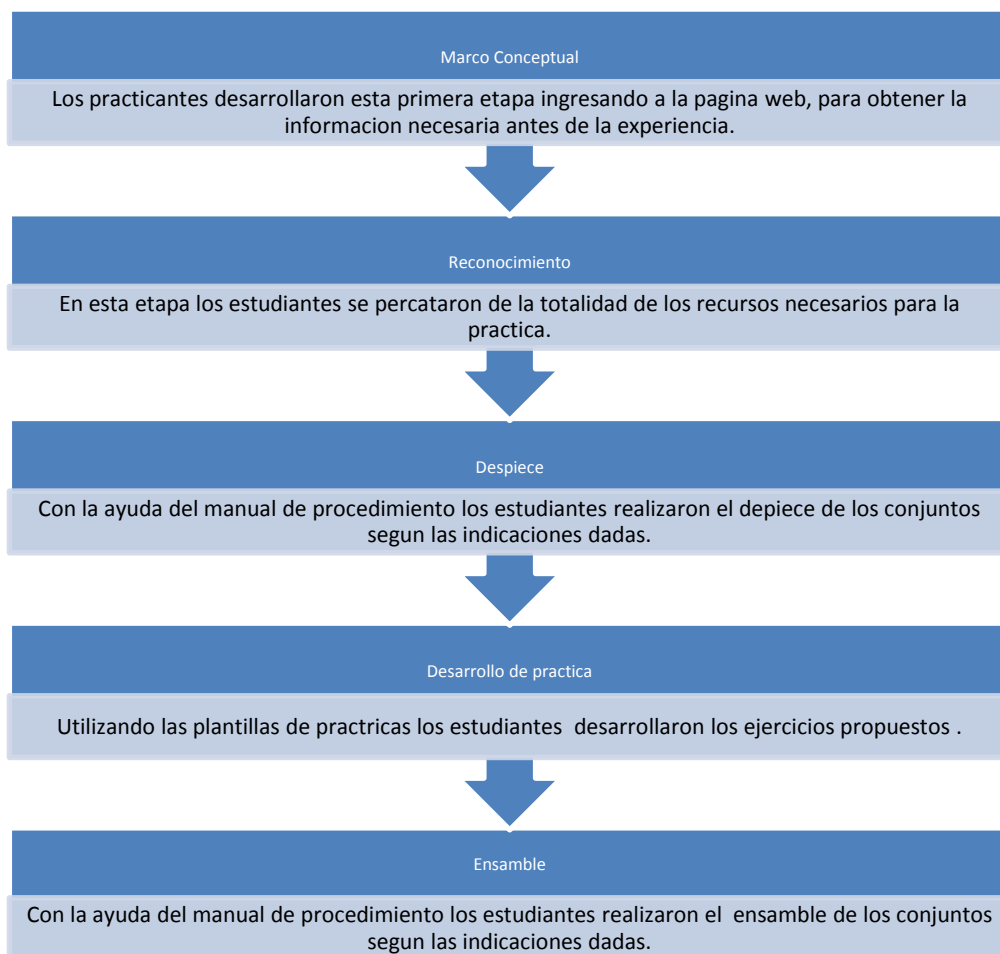 Marco Conceptual
Los practicantes desarrollaron esta primera etapa ingresando a la pagina web, para obtener la
informacion necesaria antes de la experiencia.
Reconocimiento
En esta etapa los estudiantes se percataron de la totalidad de los recursos necesarios para la
practica.
Despiece
Con la ayuda del manual de procedimiento los estudiantes realizaron el depiece de los conjuntos
segun las indicaciones dadas.
Desarrollo de practica
Utilizando las plantillas de practricas los estudiantes desarrollaron los ejercicios propuestos .
Ensamble
Con la ayuda del manual de procedimiento los estudiantes realizaron el ensamble de los conjuntos
segun las indicaciones dadas.